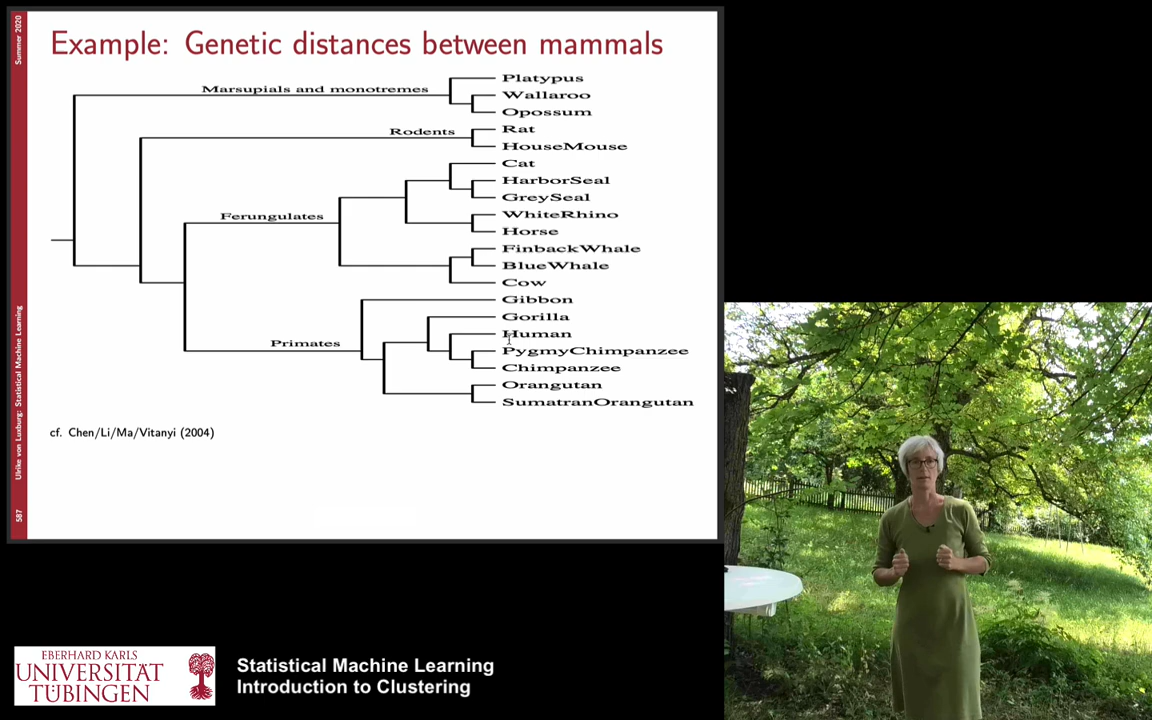 Summer 2020
Example: Genetic distances between mammals
Marsupials and monotremes
Platypus
Wallaroo
Opossum
Rodents
Rat
HouseMouse
Ferungulates
Cat
HarborSeal
GreySeal
WhiteRhino
Horse
FinbackWhale
BlueWhale
Cow
Primates
Gibbon
Gorilla
Human
PygmyChimpanzee
Chimpanzee
Orangutan
SumatranOrangutan
cf. Chen/Li/Ma/Vitanyi (2004)
Ulrike von Luxburg: Statistical Machine Learning
587
EBERHARD KARLS
UNIVERSITÄT
TÜBINGEN
Statistical Machine Learning
Introduction to Clustering